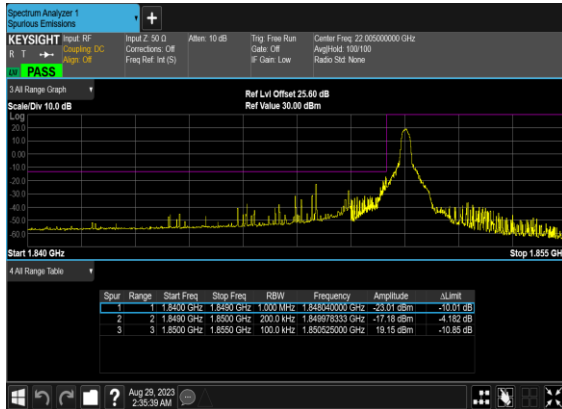 Spectrum Analyzer 1
Spurious Emissions
+
KEYSIGHT Input: RF Input Z: 50 Ω Atten: 10 dB Trig: Free Run Center Freq: 22.005000000 GHz
R T Coupling: DC Corrections: Off Gate: Off Avg|Hold: 100/100
Align: Off Freq Ref: Int (S) IF Gain: Low Radio Std: None
PASS
3 All Range Graph
Ref Lvl Offset 25.60 dB
Scale/Div 10.0 dB Ref Value 30.00 dBm
Log
20.0
10.0
0.00
-10.0
-20.0
-30.0
-40.0
-50.0
-60.0
Start 1.840 GHz Stop 1.855 GH
4 All Range Table
Spur Range Start Freq Stop Freq RBW Frequency Amplitude ΔLimit
1 1 1.8400 GHz 1.8490 GHz 1.000 MHz 1.848040000 GHz -23.01 dBm -10.01 dB
2 2 1.8490 GHz 1.8500 GHz 200.0 kHz 1.849978333 GHz -17.18 dBm -4.182 dB
3 3 1.8500 GHz 1.8550 GHz 100.0 kHz 1.850525000 GHz 19.15 dBm -10.85 dB
? Aug 29, 2023
2:35:39 AM